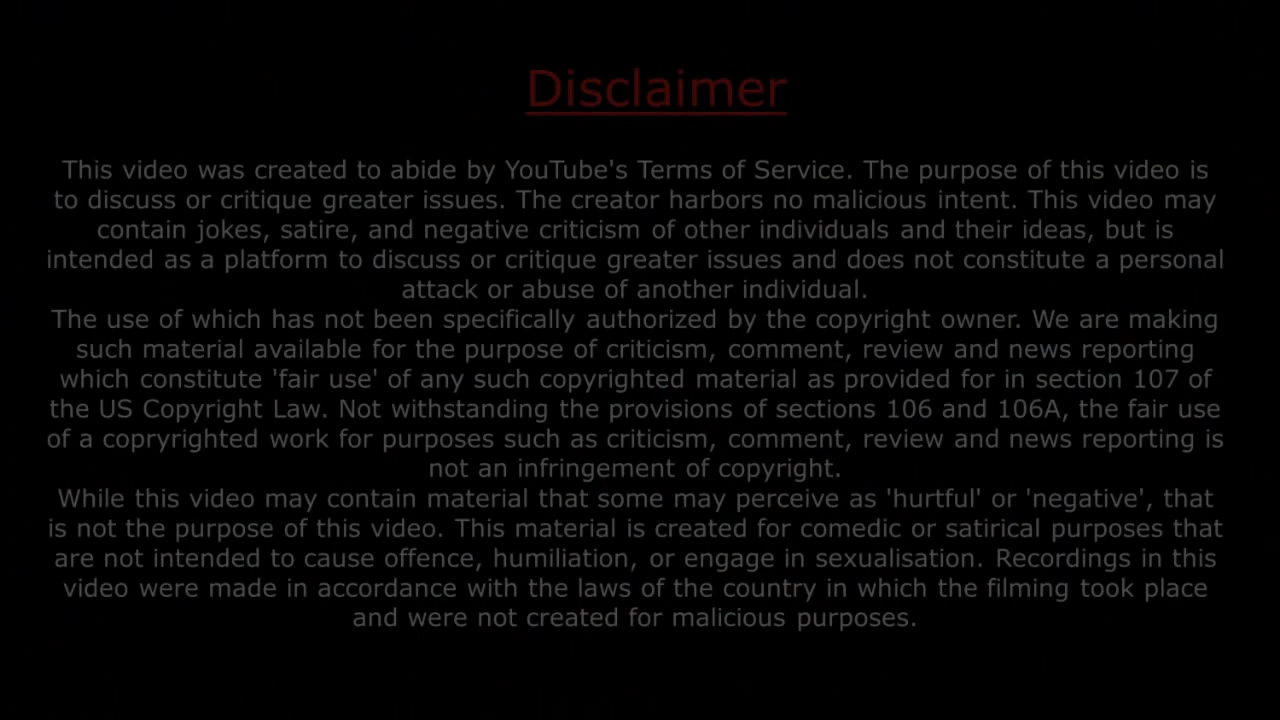 Disclaimer
This video was created to abide by YouTube's Terms of Service. The purpose of this video is
to discuss or critique greater issues. The creator harbors no malicious intent. This video may
contain jokes, satire, and negative criticism of other individuals and their ideas, but is
intended as a platform to discuss or critique greater issues and does not constitute a personal
attack or abuse of another individual.
The use of which has not been specifically authorized by the copyright owner. We are making
such material available for the purpose of criticism, comment, review and news reporting
which constitute 'fair use' of any such copyrighted material as provided for in section 107 of
the US Copyright Law. Not withstanding the provisions of sections 106 and 106A, the fair use
of a copryrighted work for purposes such as criticism, comment, review and news reporting is
not an infringement of copyright.
While this video may contain material that some may perceive as 'hurtful' or 'negative', that
is not the purpose of this video. This material is created for comedic or satirical purposes that
are not intended to cause offence, humiliation, or engage in sexualisation. Recordings in this
video were made in accordance with the laws of the country in which the filming took place
and were not created for malicious purposes.